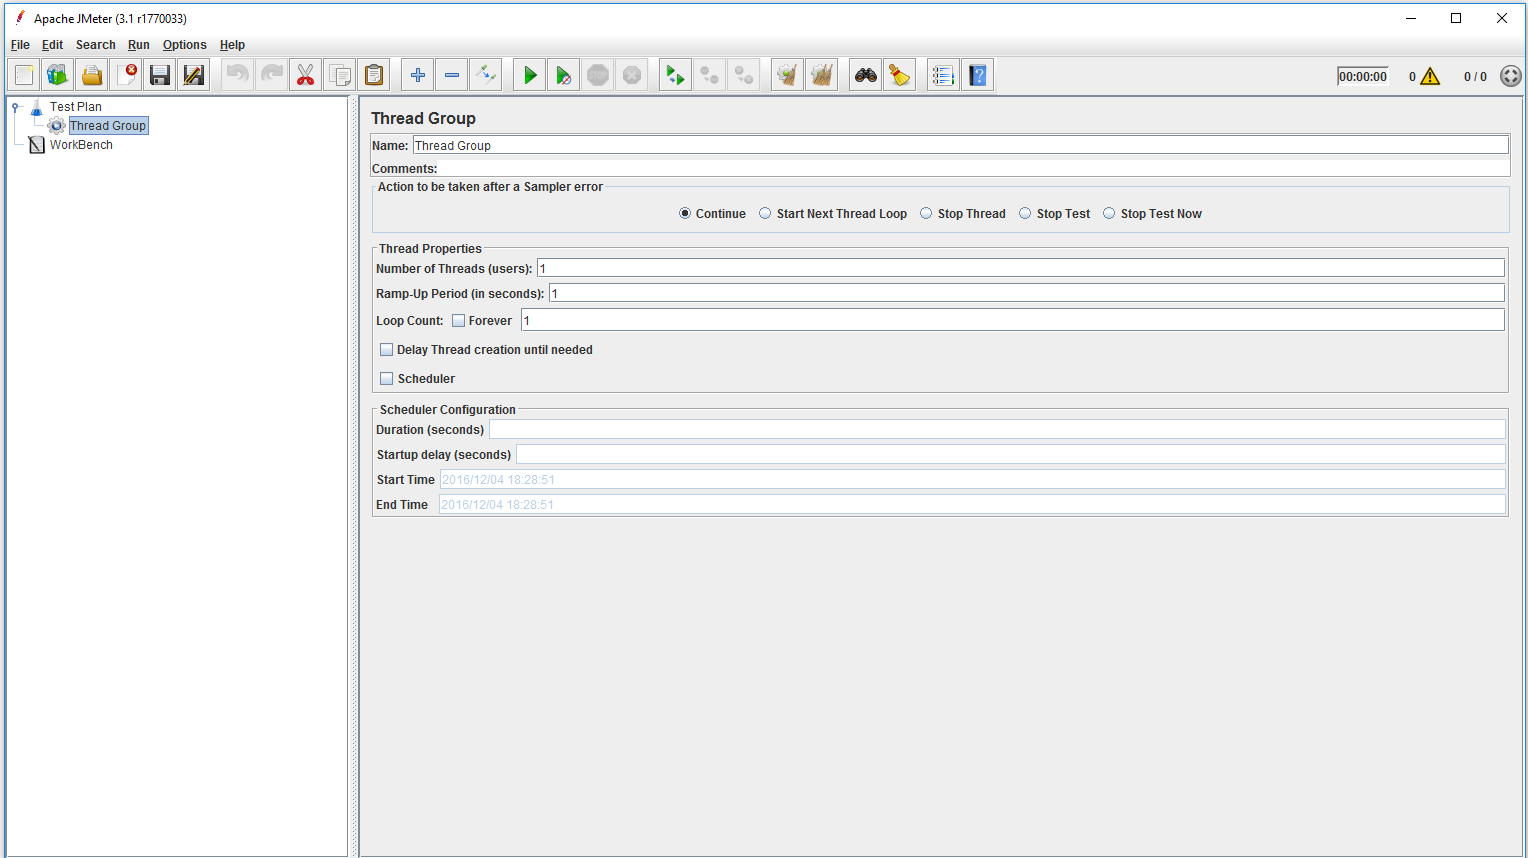 Apache JMeter (3.1 r1770033)
File Edit Search Run Options Help
STOP
00:00:00 0 0 / 0
Test Plan
Thread Group
WorkBench
Thread Group
Name: Thread Group
Comments:
Action to be taken after a Sampler error
Continue Start Next Thread Loop Stop Thread Stop Test Stop Test Now
Thread Properties
Number of Threads (users): 1
Ramp-Up Period (in seconds): 1
Loop Count: Forever 1
Delay Thread creation until needed
Scheduler
Scheduler Configuration
Duration (seconds)
Startup delay (seconds)
Start Time 2016/12/04 18:28:51
End Time 2016/12/04 18:28:51